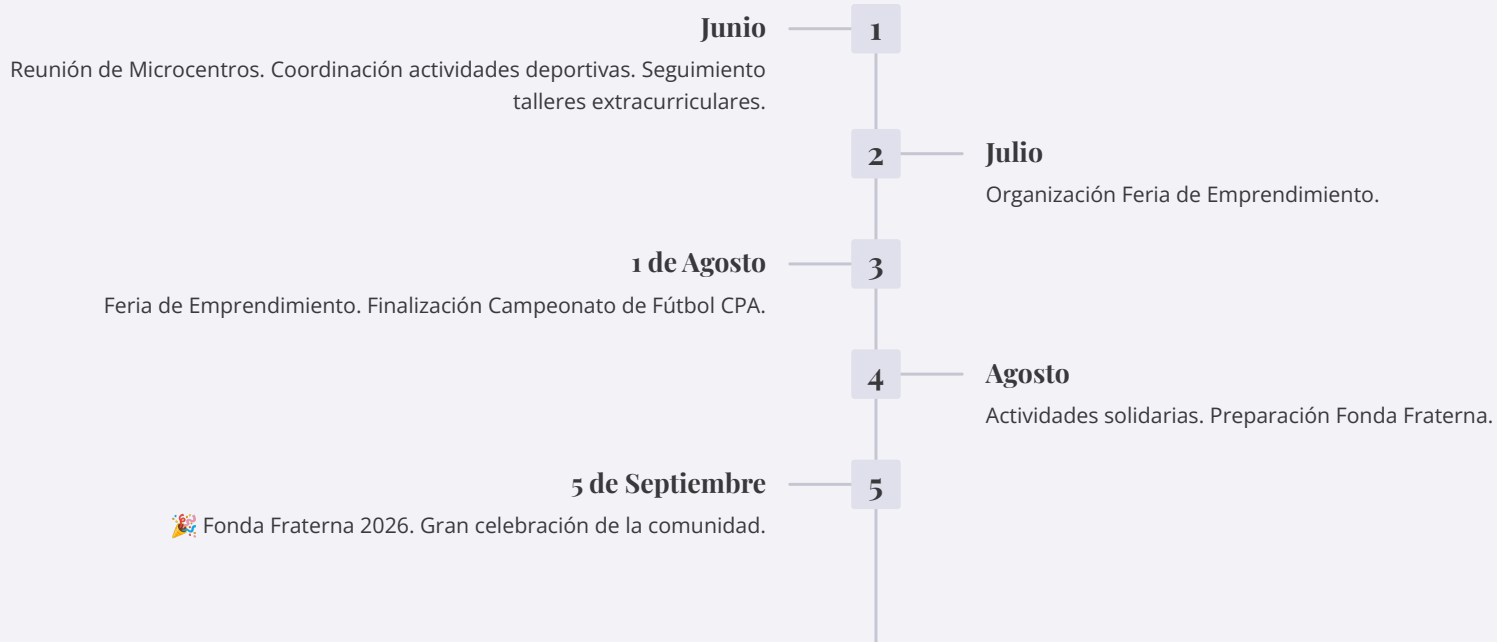 Junio
1
Reunión de Microcentros. Coordinación actividades deportivas. Seguimiento
talleres extracurriculares.
2
Julio
Organización Feria de Emprendimiento.
1 de Agosto
3
Feria de Emprendimiento. Finalización Campeonato de Fútbol CPA.
4
Agosto
Actividades solidarias. Preparación Fonda Fraterna.
5 de Septiembre
5
🎉 Fonda Fraterna 2026. Gran celebración de la comunidad.